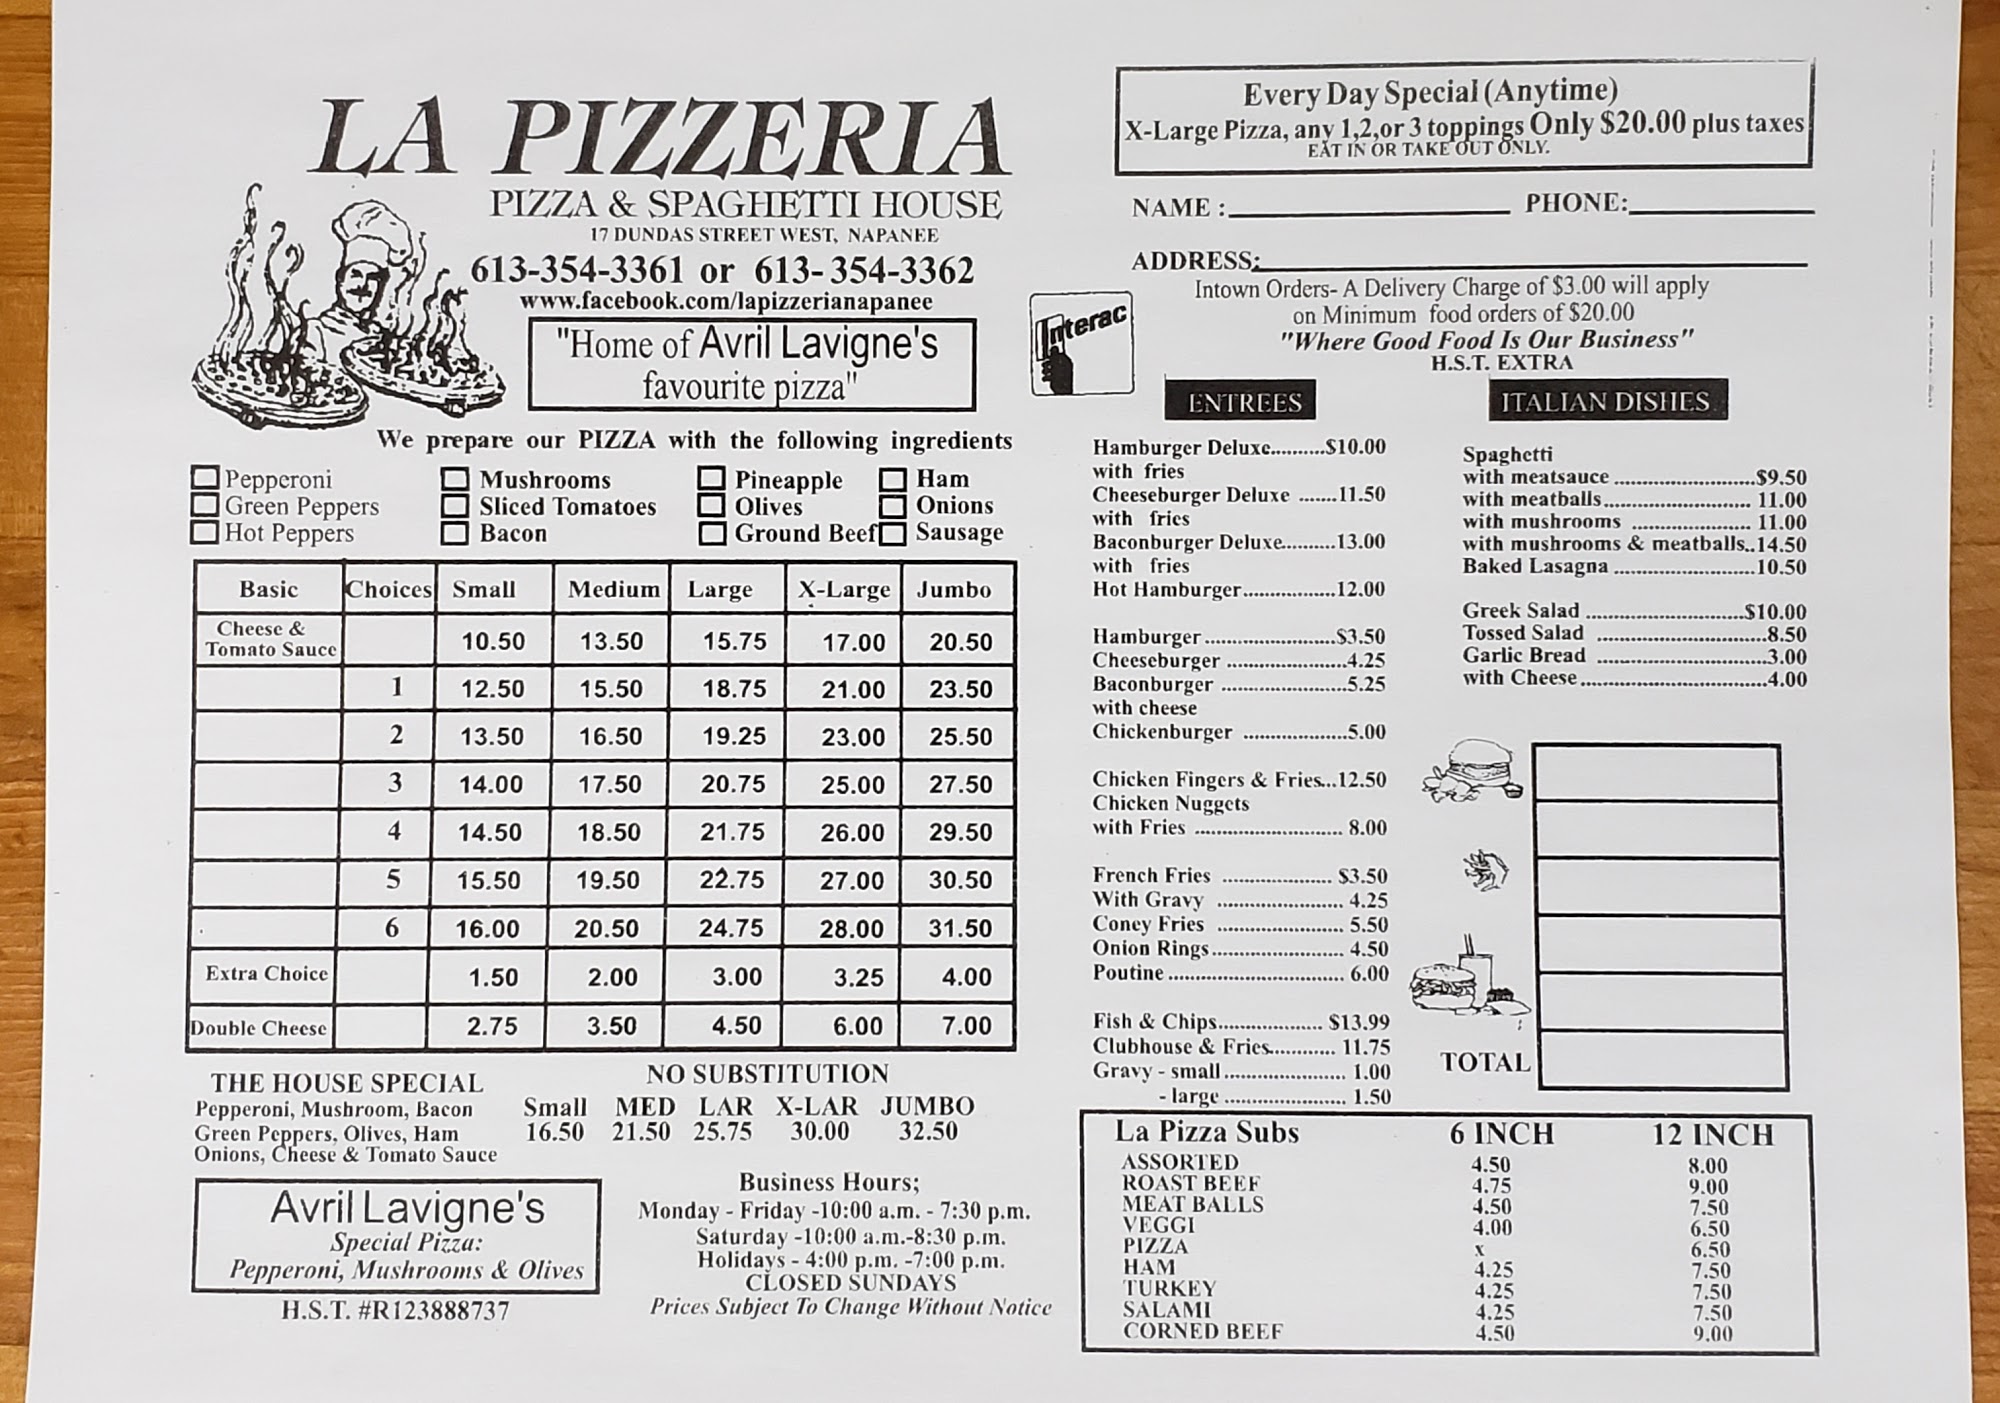 LA PIZZERIA
PIZZA & SPAGHETTI HOUSE
17 DUNDAS STREET WEST, NAPANEE
613-354-3361 or 613-354-3362
www.facebook.com/lapizzerianapanee
"Home of Avril Lavigne's
favourite pizza"
We prepare our PIZZA with the following ingredients
Pepperoni Mushrooms Pineapple Ham
Green Peppers Sliced Tomatoes Olives Onions
Hot Peppers Bacon Ground Beef Sausage
Basic Choices Small Medium Large X-Large Jumbo
Cheese &
Tomato Sauce 10.50 13.50 15.75 17.00 20.50
1 12.50 15.50 18.75 21.00 23.50
2 13.50 16.50 19.25 23.00 25.50
3 14.00 17.50 20.75 25.00 27.50
4 14.50 18.50 21.75 26.00 29.50
5 15.50 19.50 22.75 27.00 30.50
6 16.00 20.50 24.75 28.00 31.50
Extra Choice 1.50 2.00 3.00 3.25 4.00
Double Cheese 2.75 3.50 4.50 6.00 7.00
THE HOUSE SPECIAL NO SUBSTITUTION
Pepperoni, Mushroom, Bacon Small MED LAR X-LAR JUMBO
Green Peppers, Olives, Ham 16.50 21.50 25.75 30.00 32.50
Onions, Cheese & Tomato Sauce
Avril Lavigne's
Special Pizza:
Pepperoni, Mushrooms & Olives
H.S.T. #R123888737
Business Hours;
Monday - Friday -10:00 a.m. - 7:30 p.m.
Saturday -10:00 a.m.-8:30 p.m.
Holidays - 4:00 p.m. -7:00 p.m.
CLOSED SUNDAYS
Prices Subject To Change Without Notice
Every Day Special (Anytime)
X-Large Pizza, any 1,2,or 3 toppings Only $20.00 plus taxes
EAT IN OR TAKE OUT ONLY.
NAME : PHONE:
ADDRESS:
Intown Orders- A Delivery Charge of $3.00 will apply
on Minimum food orders of $20.00
"Where Good Food Is Our Business"
H.S.T. EXTRA
Interac
ENTREES
Hamburger Deluxe..........$10.00
with fries
Cheeseburger Deluxe .......11.50
with fries
Baconburger Deluxe..........13.00
with fries
Hot Hamburger.................12.00
Hamburger........................$3.50
Cheeseburger ......................4.25
Baconburger .......................5.25
with cheese
Chickenburger ...................5.00
Chicken Fingers & Fries...12.50
Chicken Nuggets
with Fries ........................... 8.00
French Fries .................... $3.50
With Gravy ....................... 4.25
Coney Fries ....................... 5.50
Onion Rings........................ 4.50
Poutine ................................ 6.00
Fish & Chips................... $13.99
Clubhouse & Fries............ 11.75
Gravy - small ...................... 1.00
- large ...................... 1.50
ITALIAN DISHES
Spaghetti
with meatsauce ..........................$9.50
with meatballs........................... 11.00
with mushrooms ...................... 11.00
with mushrooms & meatballs..14.50
Baked Lasagna ..........................10.50
Greek Salad .............................$10.00
Tossed Salad ...............................8.50
Garlic Bread ...............................3.00
with Cheese..................................4.00
TOTAL
La Pizza Subs 6 INCH 12 INCH
ASSORTED 4.50 8.00
ROAST BEEF 4.75 9.00
MEAT BALLS 4.50 7.50
VEGGI 4.00 6.50
PIZZA x 6.50
HAM 4.25 7.50
TURKEY 4.25 7.50
SALAMI 4.25 7.50
CORNED BEEF 4.50 9.00